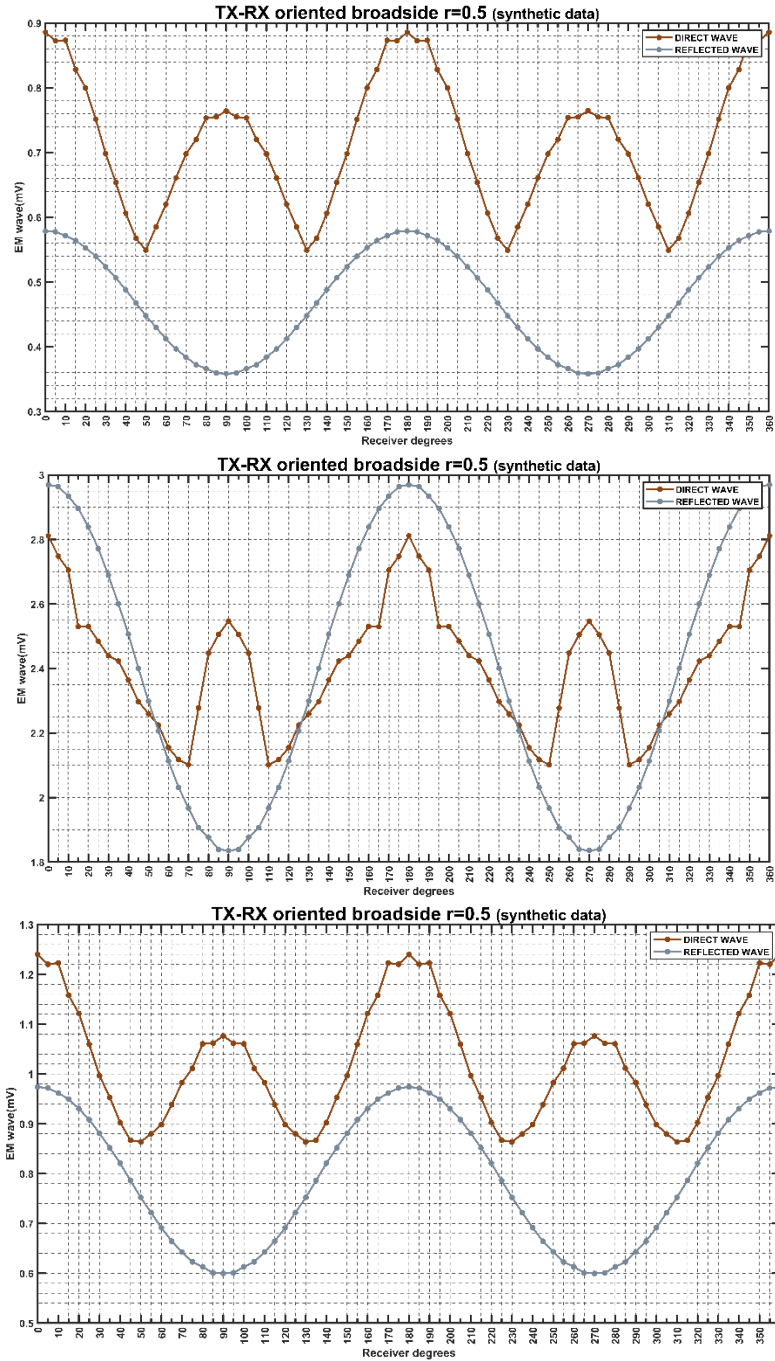 TX-RX oriented broadside r=0.5 (synthetic data)
DIRECT WAVE
REFLECTED WAVE
0.9
0.8
0.7
0.6
0.5
0.4
0.3
EM wave(mV)
0 10 20 30 40 50 60 70 80 90 100 110 120 130 140 150 160 170 180 190 200 210 220 230 240 250 260 270 280 290 300 310 320 330 340 350 360
Receiver degrees
TX-RX oriented broadside r=0.5 (synthetic data)
DIRECT WAVE
REFLECTED WAVE
3
2.8
2.6
2.4
2.2
2
1.8
EM wave(mV)
0 10 20 30 40 50 60 70 80 90 100 110 120 130 140 150 160 170 180 190 200 210 220 230 240 250 260 270 280 290 300 310 320 330 340 350 360
Receiver degrees
TX-RX oriented broadside r=0.5 (synthetic data)
DIRECT WAVE
REFLECTED WAVE
1.3
1.2
1.1
1
0.9
0.8
0.7
0.6
0.5
EM wave(mV)
0 10 20 30 40 50 60 70 80 90 100 110 120 130 140 150 160 170 180 190 200 210 220 230 240 250 260 270 280 290 300 310 320 330 340 350
Receiver degrees